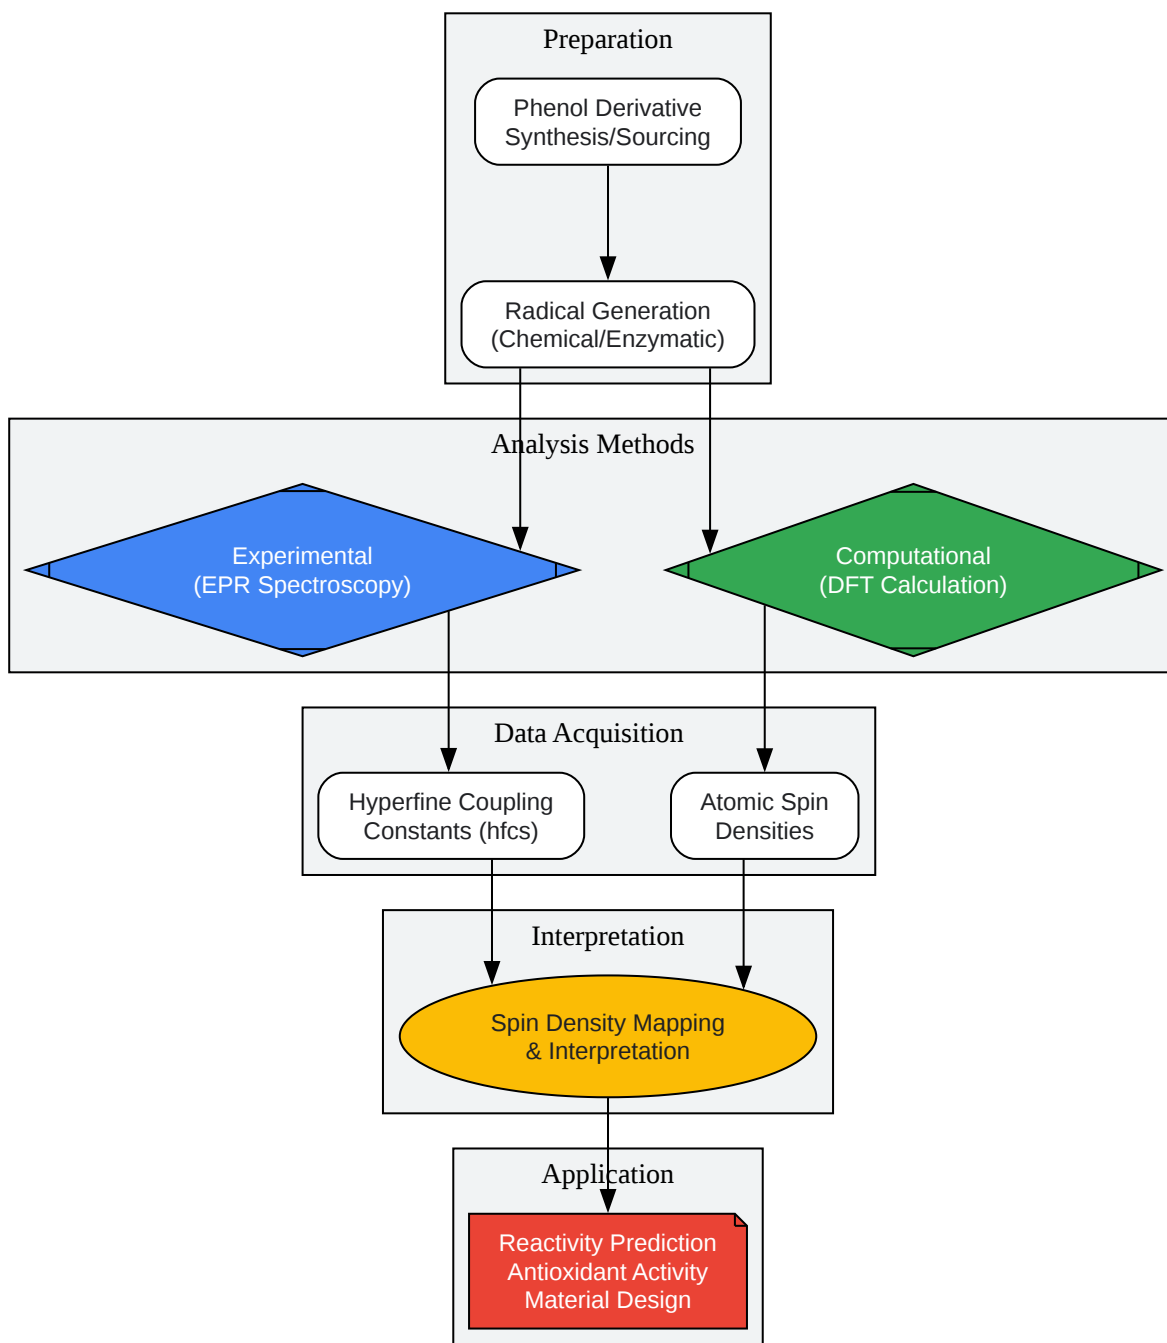 Preparation
Phenol Derivative
Synthesis/Sourcing
Radical Generation
(Chemical/Enzymatic)
Analysis Methods
Experimental
(EPR Spectroscopy)
Computational
(DFT Calculation)
Data Acquisition
Hyperfine Coupling
Constants (hfcs)
Atomic Spin
Densities
Interpretation
Spin Density Mapping
& Interpretation
Application
Reactivity Prediction
Antioxidant Activity
Material Design